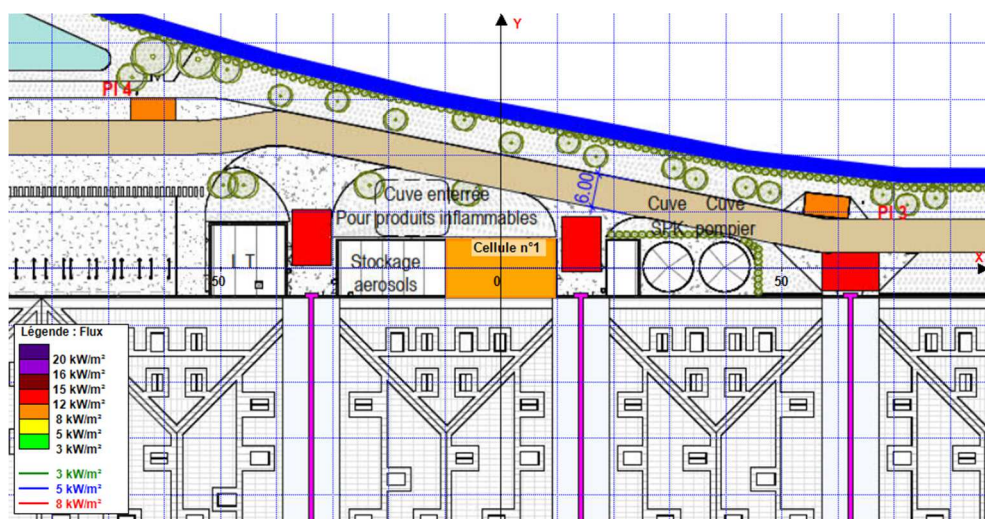 Y
PI 4
6.00
Cuve enterrée
Pour produits inflammables
Cuve Cuve
SPK pompier
PI 3
Cellule n°1
X
L T
Stockage
aérosols
50
0
50
Légende : Flux
20 kW/m²
16 kW/m²
15 kW/m²
12 kW/m²
8 kW/m²
5 kW/m²
3 kW/m²
3 kW/m²
5 kW/m²
8 kW/m²